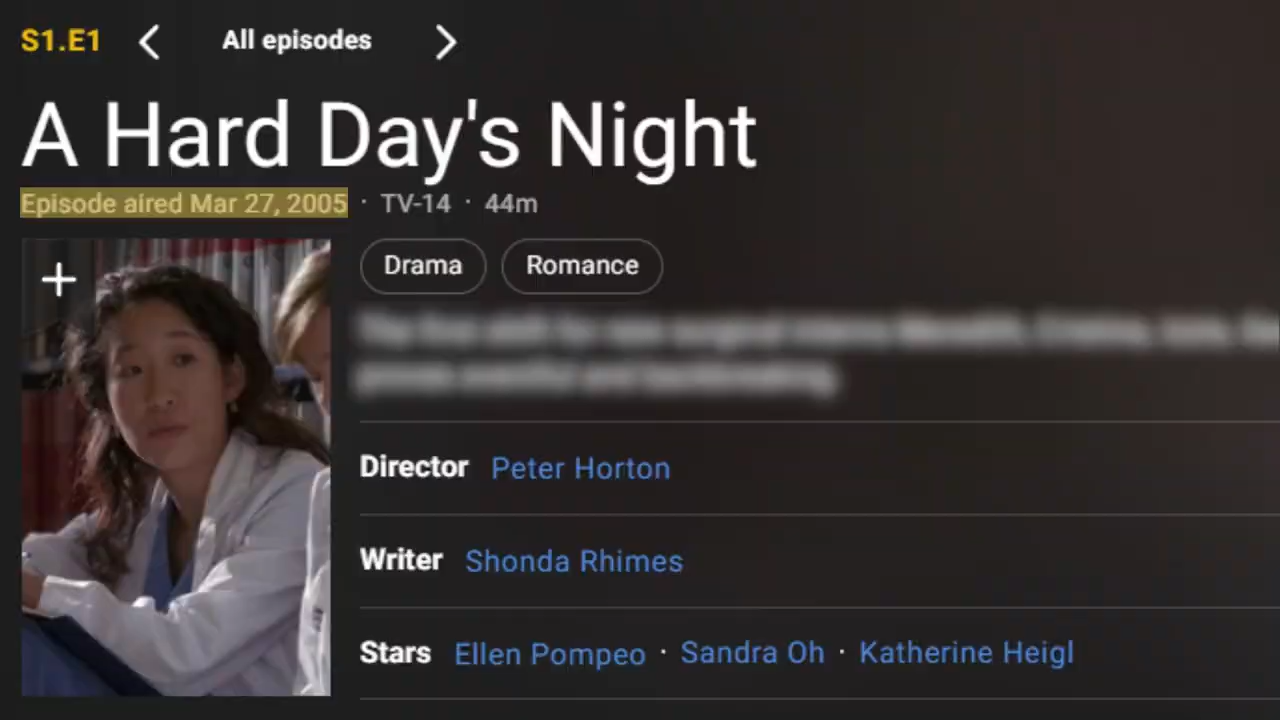 S1.E1 All episodes
A Hard Day's Night
Episode aired Mar 27, 2005 · TV-14 · 44m
Drama Romance
Director Peter Horton
Writer Shonda Rhimes
Stars Ellen Pompeo · Sandra Oh · Katherine Heigl